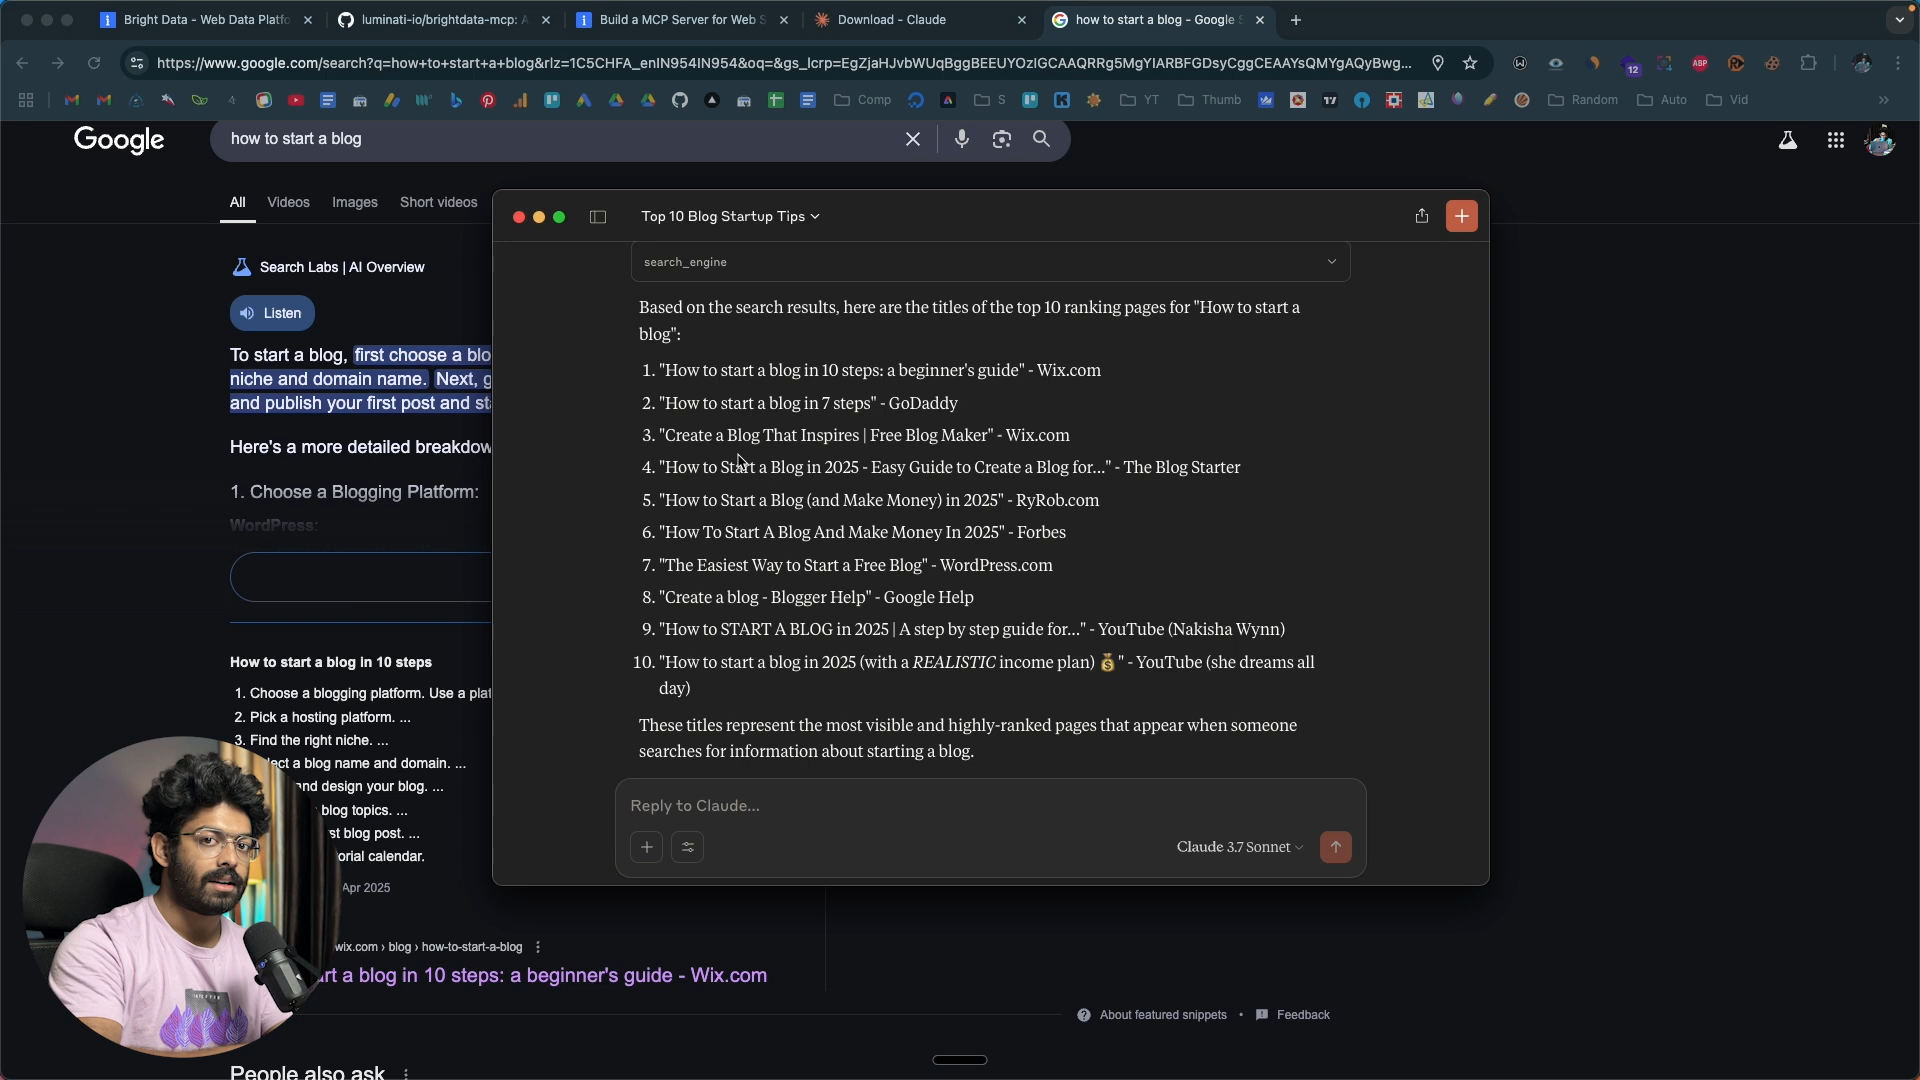 Bright Data - Web Data Platfo
luminati-io/brightdata-mcp: A
Build a MCP Server for Web S
Download - Claude
how to start a blog - Google S
https://www.google.com/search?q=how+to+start+a+blog&rlz=1C5CHFA_enIN954IN954&oq=&gs_lcrp=EgZjaHJvbWUqBggBEEUYOzIGCAAQRRg5MgYIARBFGDsyCggCEAAYsQMYgAQyBwg...
12
ABP
Comp
S
YT
Thumb
Random
Auto
Vid
Google
how to start a blog
All
Videos
Images
Short videos
Search Labs | AI Overview
Listen
To start a blog, first choose a blo
niche and domain name. Next, g
and publish your first post and sta
Here's a more detailed breakdow
1. Choose a Blogging Platform:
WordPress:
How to start a blog in 10 steps
1. Choose a blogging platform. Use a plat
2. Pick a hosting platform. ...
3. Find the right niche. ...
ect a blog name and domain. ...
and design your blog. ...
blog topics. ...
st blog post. ...
orial calendar.
Apr 2025
wix.com › blog › how-to-start-a-blog
rt a blog in 10 steps: a beginner's guide - Wix.com
About featured snippets • Feedback
People also ask
Top 10 Blog Startup Tips
search_engine
Based on the search results, here are the titles of the top 10 ranking pages for "How to start a
blog":
1. "How to start a blog in 10 steps: a beginner's guide" - Wix.com
2. "How to start a blog in 7 steps" - GoDaddy
3. "Create a Blog That Inspires | Free Blog Maker" - Wix.com
4. "How to Start a Blog in 2025 - Easy Guide to Create a Blog for..." - The Blog Starter
5. "How to Start a Blog (and Make Money) in 2025" - RyRob.com
6. "How To Start A Blog And Make Money In 2025" - Forbes
7. "The Easiest Way to Start a Free Blog" - WordPress.com
8. "Create a blog - Blogger Help" - Google Help
9. "How to START A BLOG in 2025 | A step by step guide for..." - YouTube (Nakisha Wynn)
10. "How to start a blog in 2025 (with a REALISTIC income plan) 💰" - YouTube (she dreams all
day)
These titles represent the most visible and highly-ranked pages that appear when someone
searches for information about starting a blog.
Reply to Claude...
Claude 3.7 Sonnet